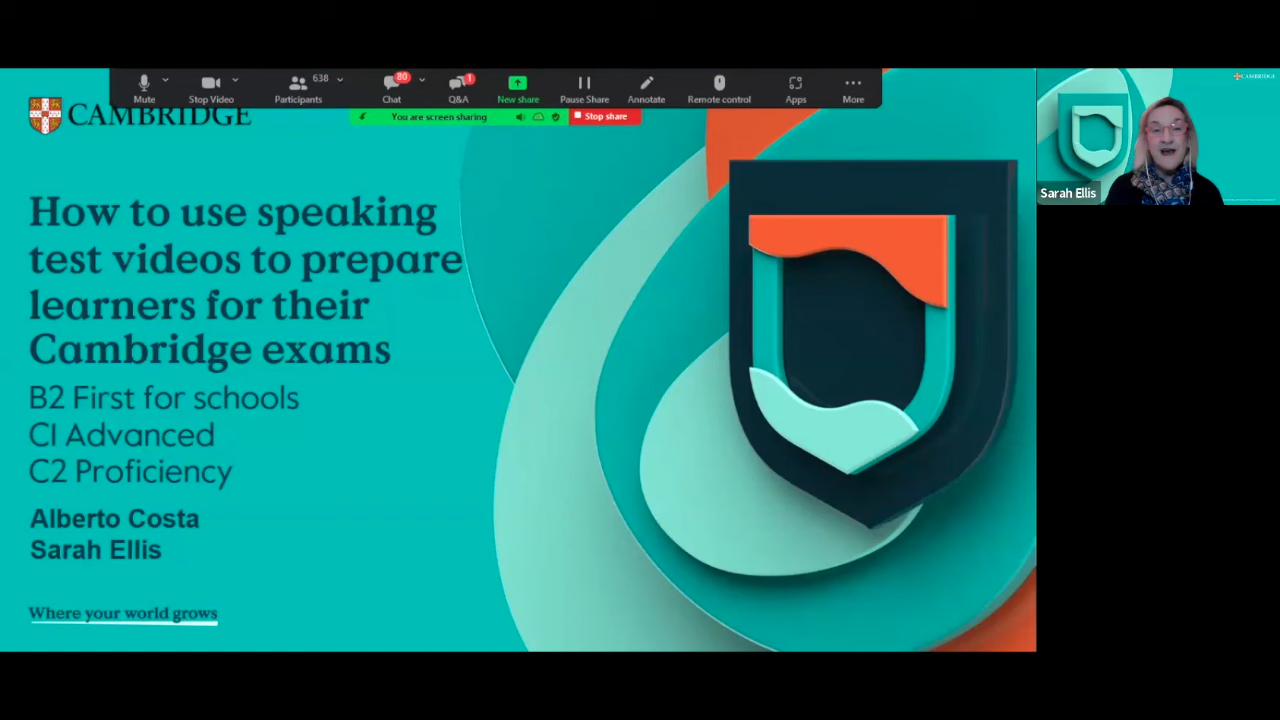 638
80
1
Mute
Stop Video
Participants
Chat
Q&A
New share
Pause Share
Annotate
Remote control
Apps
More
You are screen sharing
Stop share
CAMBRIDGE
How to use speaking
test videos to prepare
learners for their
Cambridge exams
B2 First for schools
C1 Advanced
C2 Proficiency
Alberto Costa
Sarah Ellis
Where your world grows
CAMBRIDGE
Sarah Ellis